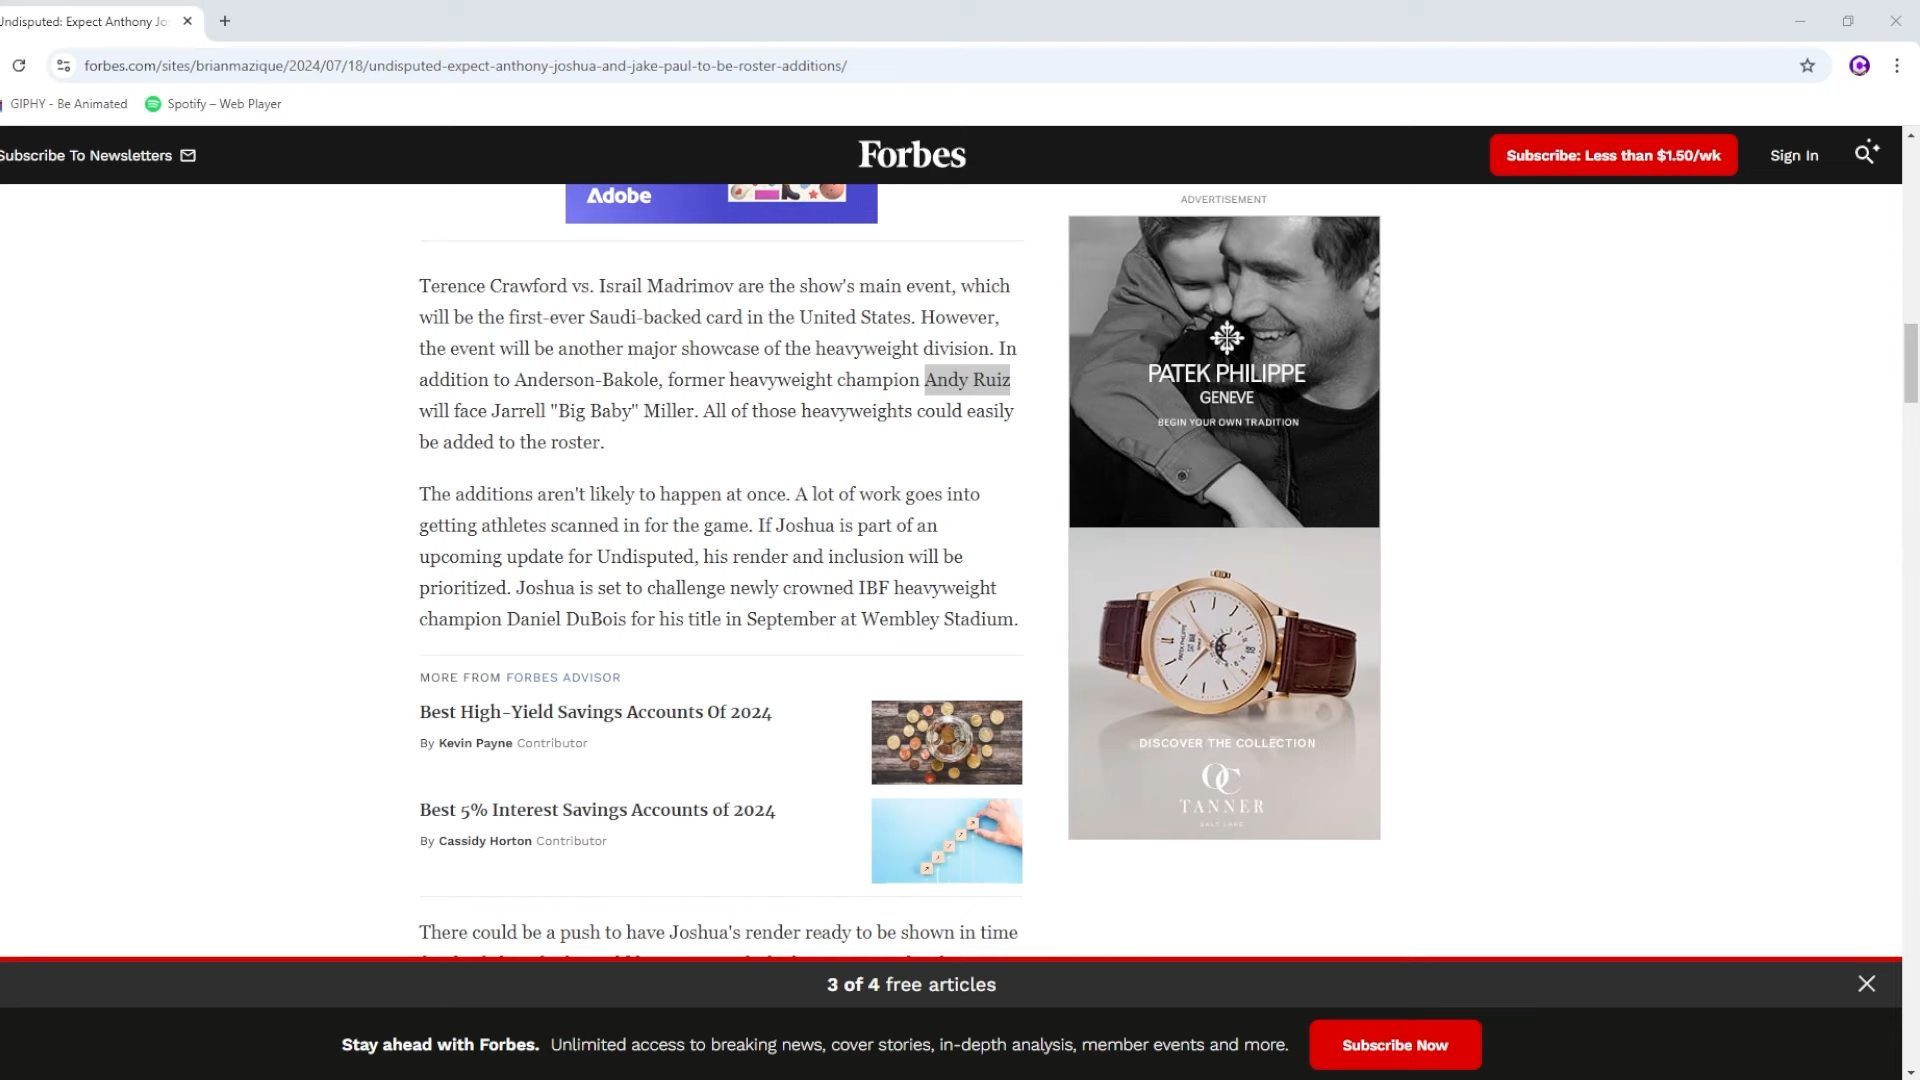 Undisputed: Expect Anthony Jo
forbes.com/sites/brianmazique/2024/07/18/undisputed-expect-anthony-joshua-and-jake-paul-to-be-roster-additions/
GIPHY - Be Animated
Spotify – Web Player
Subscribe To Newsletters
Forbes
Subscribe: Less than $1.50/wk
Sign In
Adobe
ADVERTISEMENT
Terence Crawford vs. Israil Madrimov are the show's main event, which
will be the first-ever Saudi-backed card in the United States. However,
the event will be another major showcase of the heavyweight division. In
addition to Anderson-Bakole, former heavyweight champion Andy Ruiz
will face Jarrell "Big Baby" Miller. All of those heavyweights could easily
be added to the roster.
The additions aren't likely to happen at once. A lot of work goes into
getting athletes scanned in for the game. If Joshua is part of an
upcoming update for Undisputed, his render and inclusion will be
prioritized. Joshua is set to challenge newly crowned IBF heavyweight
champion Daniel DuBois for his title in September at Wembley Stadium.
MORE FROM FORBES ADVISOR
Best High-Yield Savings Accounts Of 2024
By Kevin Payne Contributor
Best 5% Interest Savings Accounts of 2024
By Cassidy Horton Contributor
There could be a push to have Joshua's render ready to be shown in time
PATEK PHILIPPE
GENEVE
BEGIN YOUR OWN TRADITION
DISCOVER THE COLLECTION
OC
TANNER
SALT LAKE
3 of 4 free articles
Stay ahead with Forbes. Unlimited access to breaking news, cover stories, in-depth analysis, member events and more.
Subscribe Now